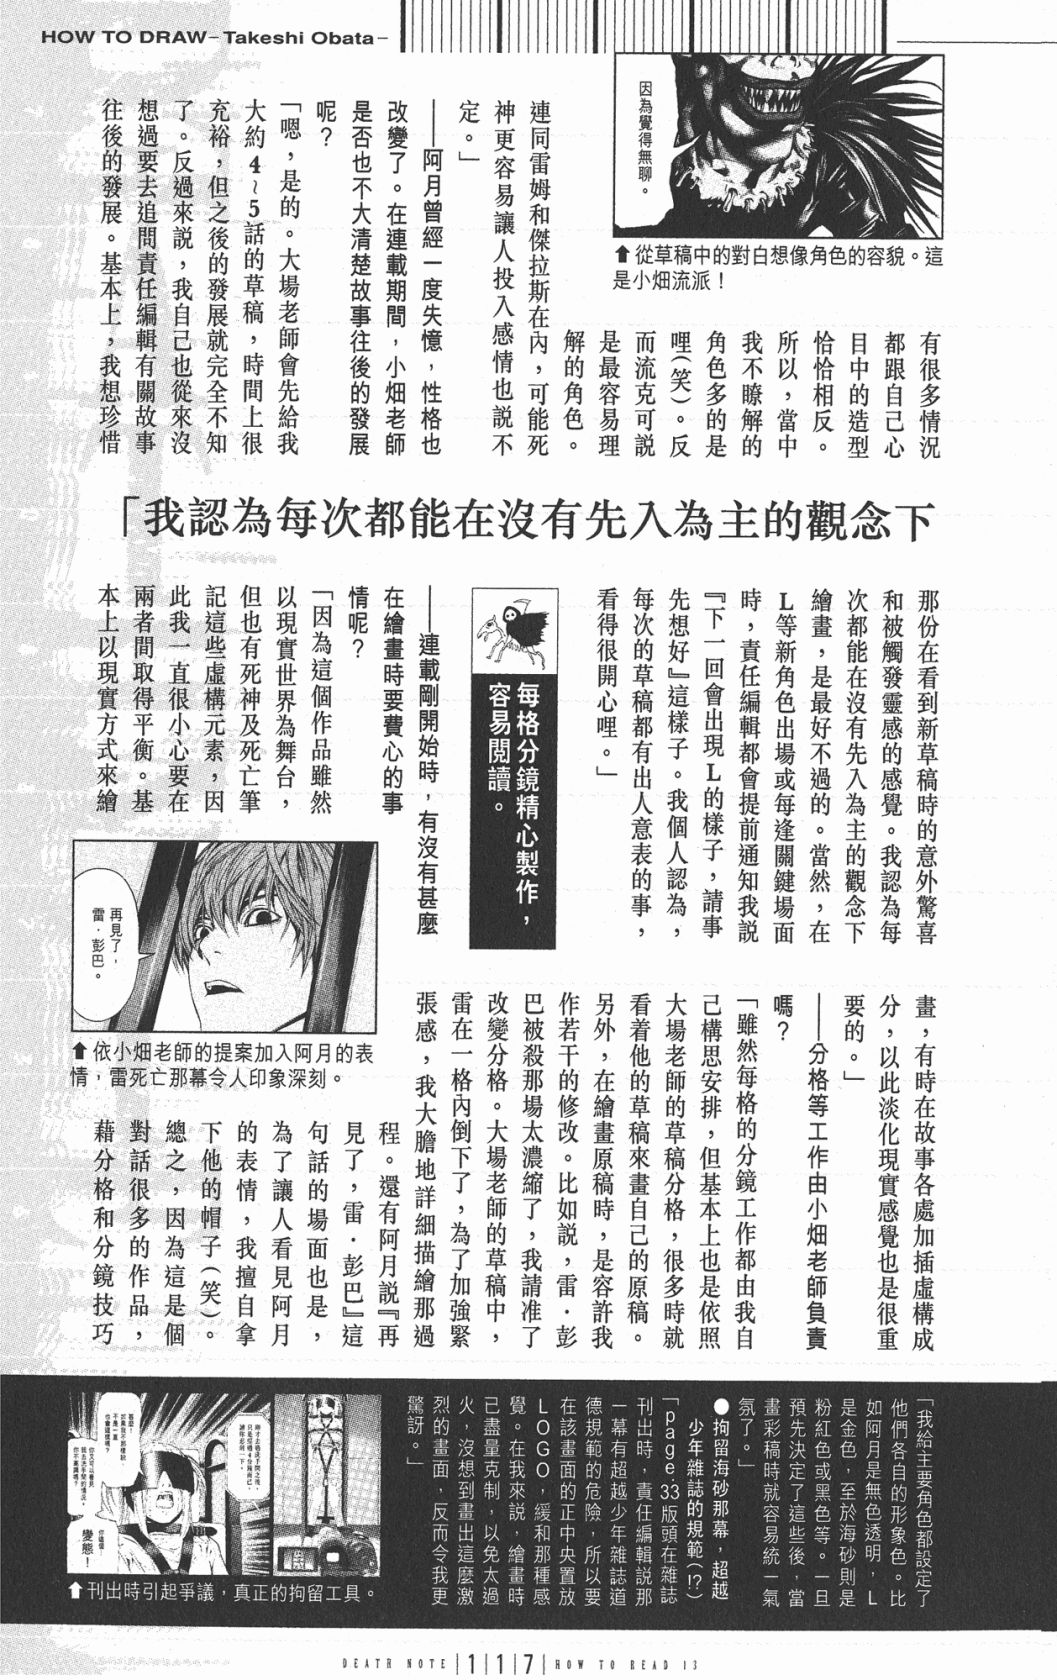 HOW TO DRAW–Takeshi Obata–
因為覺得無聊。
⬆從草稿中的對白想像角色的容貌。這
是小畑流派！
有很多情況
都跟自己心
目中的造型
恰恰相反。
所以，當中
我不瞭解的
角色多的是
哩(笑)。反
而流克可說
是最容易理
解的角色。
連同雷姆和傑拉斯在內，可能死
神更容易讓人投入感情也說不
定。」
——阿月曾經一度失憶，性格也
改變了。在連載期間，小畑老師
是否也不大清楚故事往後的發展
呢？
「嗯，是的。大場老師會先給我
大約4~5話的草稿，時間上很
充裕，但之後的發展就完全不知
了。反過來說，我自己也從來沒
想過要去追問責任編輯有關故事
往後的發展。基本上，我想珍惜
「我認為每次都能在沒有先入為主的觀念下
那份在看到新草稿時的意外驚喜
和被觸發靈感的感覺。我認為每
次都能在沒有先入為主的觀念下
繪畫，是最好不過的。當然，在
L等新角色出場或每逢關鍵場面
時，責任編輯都會提前通知我說
『下一回會出現L的樣子，請事
先想好』這樣子。我個人認為，
每次的草稿都有出人意表的事，
看得很開心哩。」
每格分鏡精心製作，
容易閱讀。
——連載剛開始時，有沒有甚麼
在繪畫時要費心的事
情呢？
「因為這個作品雖然
以現實世界為舞台，
但也有死神及死亡筆
記這些虛構元素，因
此我一直很小心要在
兩者間取得平衡。基
本上以現實方式來繪
再見了，
雷·彭巴。
⬆依小畑老師的提案加入阿月的表
情，雷死亡那幕令人印象深刻。
畫，有時在故事各處加插虛構成
分，以此淡化現實感覺也是很重
要的。」
——分格等工作由小畑老師負責
嗎？
「雖然每格的分鏡工作都由我自
己構思安排，但基本上也是依照
大場老師的草稿分格，很多時就
看着他的草稿來畫自己的原稿。
另外，在繪畫原稿時，是容許我
作若干的修改。比如說，雷·彭
巴被殺那場太濃縮了，我請准了
改變分格。大場老師的草稿中，
雷在一格內倒下了，為了加強緊
張感，我大膽地詳細描繪那過
程。還有阿月說『再
見了，雷·彭巴』這
句話的場面也是，
為了讓人看見阿月
的表情，我擅自拿
下他的帽子(笑)。
總之，因為這是個
對話很多的作品，
藉分格和分鏡技巧
「我給主要角色都設定了
他們各自的形象色。比
如阿月是無色透明，L
是金色，至於海砂則是
粉紅色或黑色等。一旦
預先決定了這些後，當
畫彩稿時就容易統一氣
氛了。」
●拘留海砂那幕，超越
少年雜誌的規範(!?)
「page.33版頭在雜誌
刊出時，責任編輯說那
一幕有超越少年雜誌道
德規範的危險，所以要
在該畫面的正中央置放
LOGO，緩和那種感
覺。在我來說，繪畫時
已盡量克制，以免太過
火，沒想到畫出這麼激
烈的畫面，反而令我更
驚訝。」
變態！
⬆刊出時引起爭議，真正的拘留工具。
DEATH NOTE |1|1|7| HOW TO READ 13